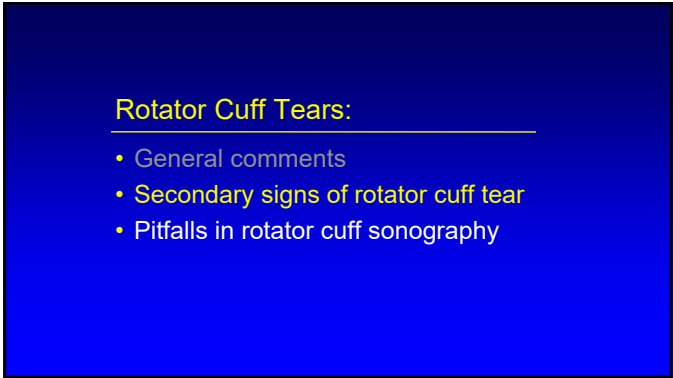 Rotator Cuff Tears:
• General comments
• Secondary signs of rotator cuff tear
• Pitfalls in rotator cuff sonography